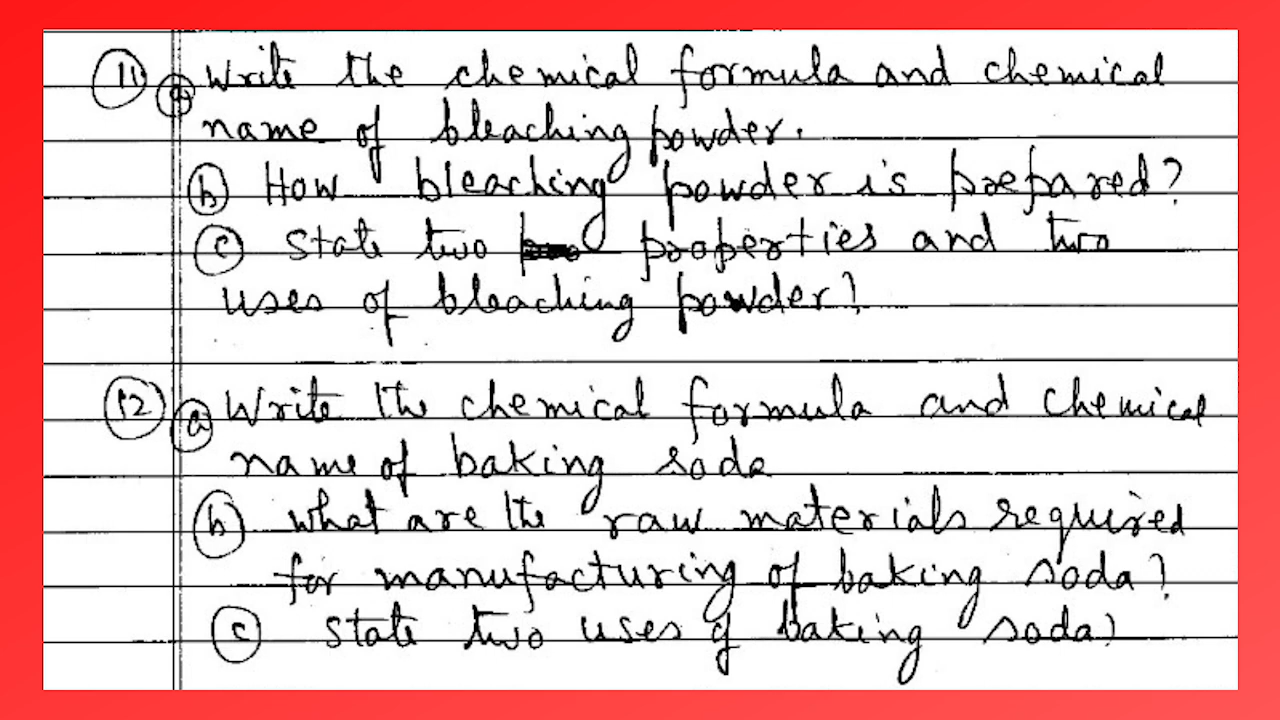 11 a Write the chemical formula and chemical
name of bleaching powder.
b How bleaching powder is prepared?
c State two properties and two
uses of bleaching powder?
12 a Write the chemical formula and chemical
name of baking soda
b what are the raw materials required
for manufacturing of baking soda?
c State two uses of baking soda?